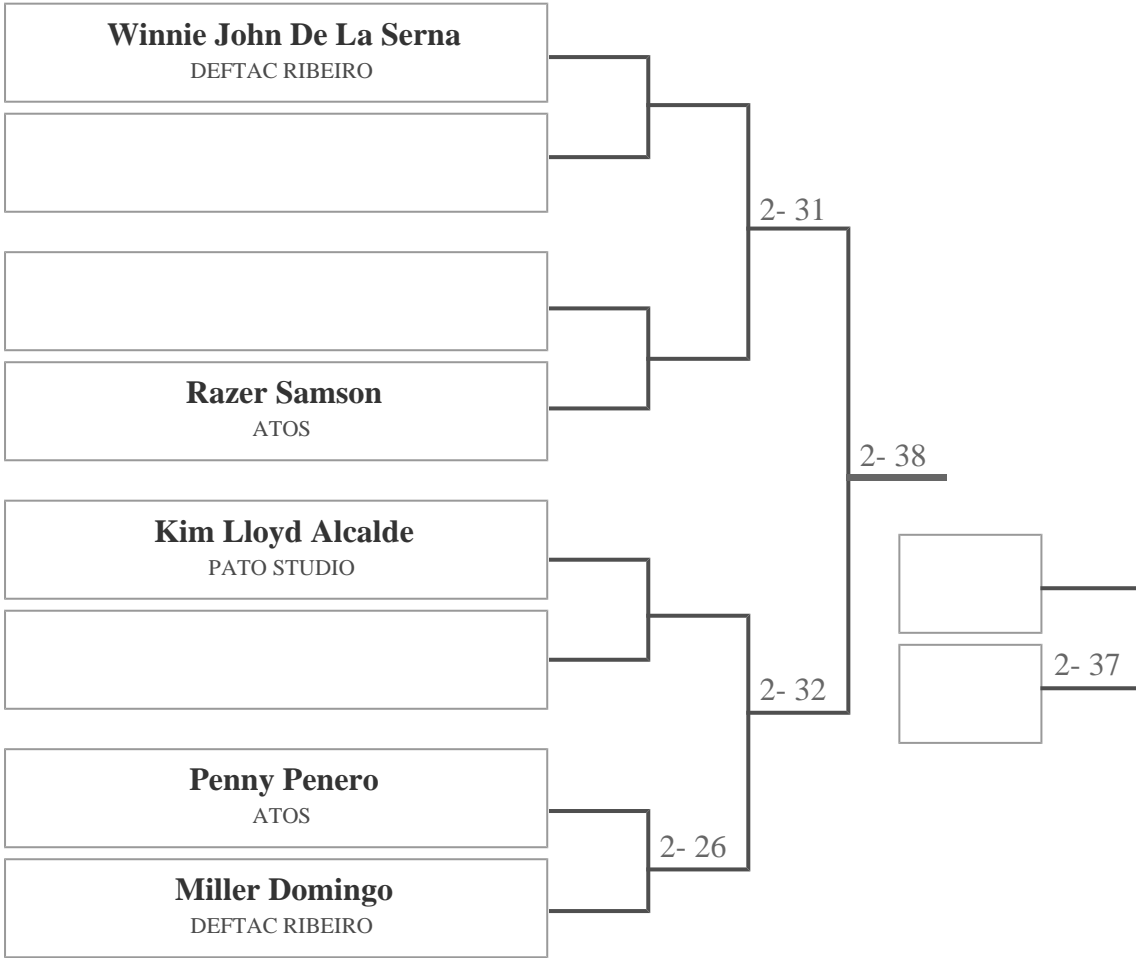 Winnie John De La Serna
DEFTAC RIBEIRO
2- 31
Razer Samson
ATOS
2- 38
Kim Lloyd Alcalde
PATO STUDIO
2- 37
2- 32
Penny Penero
ATOS
2- 26
Miller Domingo
DEFTAC RIBEIRO